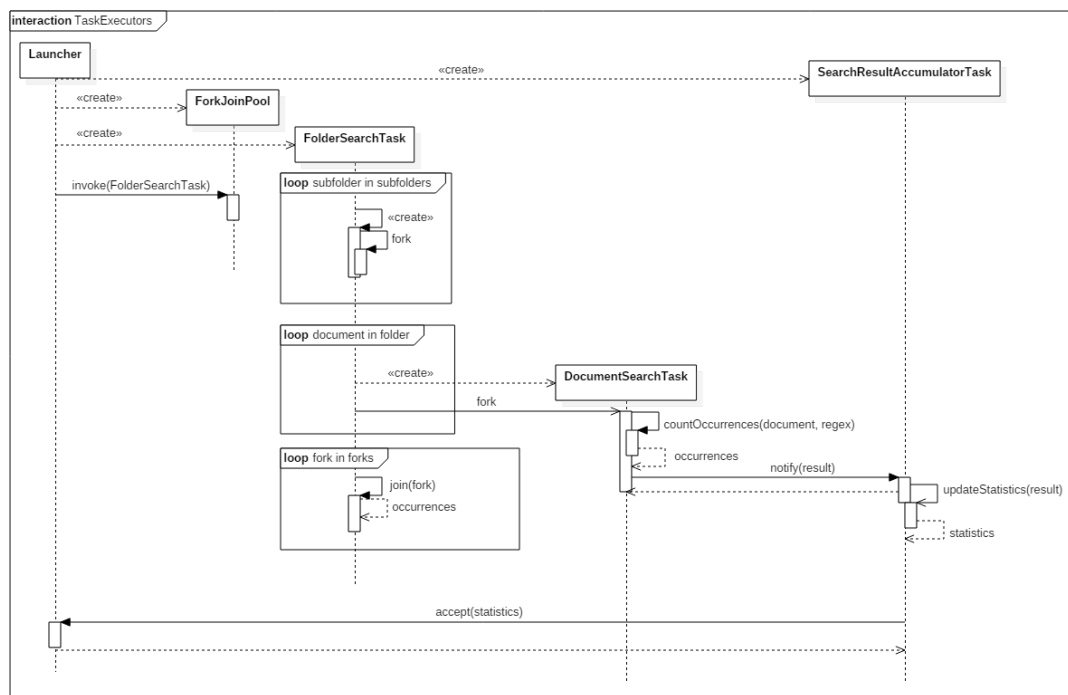 interaction TaskExecutors
Launcher
«create»
SearchResultAccumulatorTask
«create»
ForkJoinPool
«create»
FolderSearchTask
invoke(FolderSearchTask)
loop subfolder in subfolders
«create»
fork
loop document in folder
«create»
DocumentSearchTask
fork
countOccurrences(document, regex)
occurrences
loop fork in forks
notify(result)
join(fork)
updateStatistics(result)
occurrences
statistics
accept(statistics)